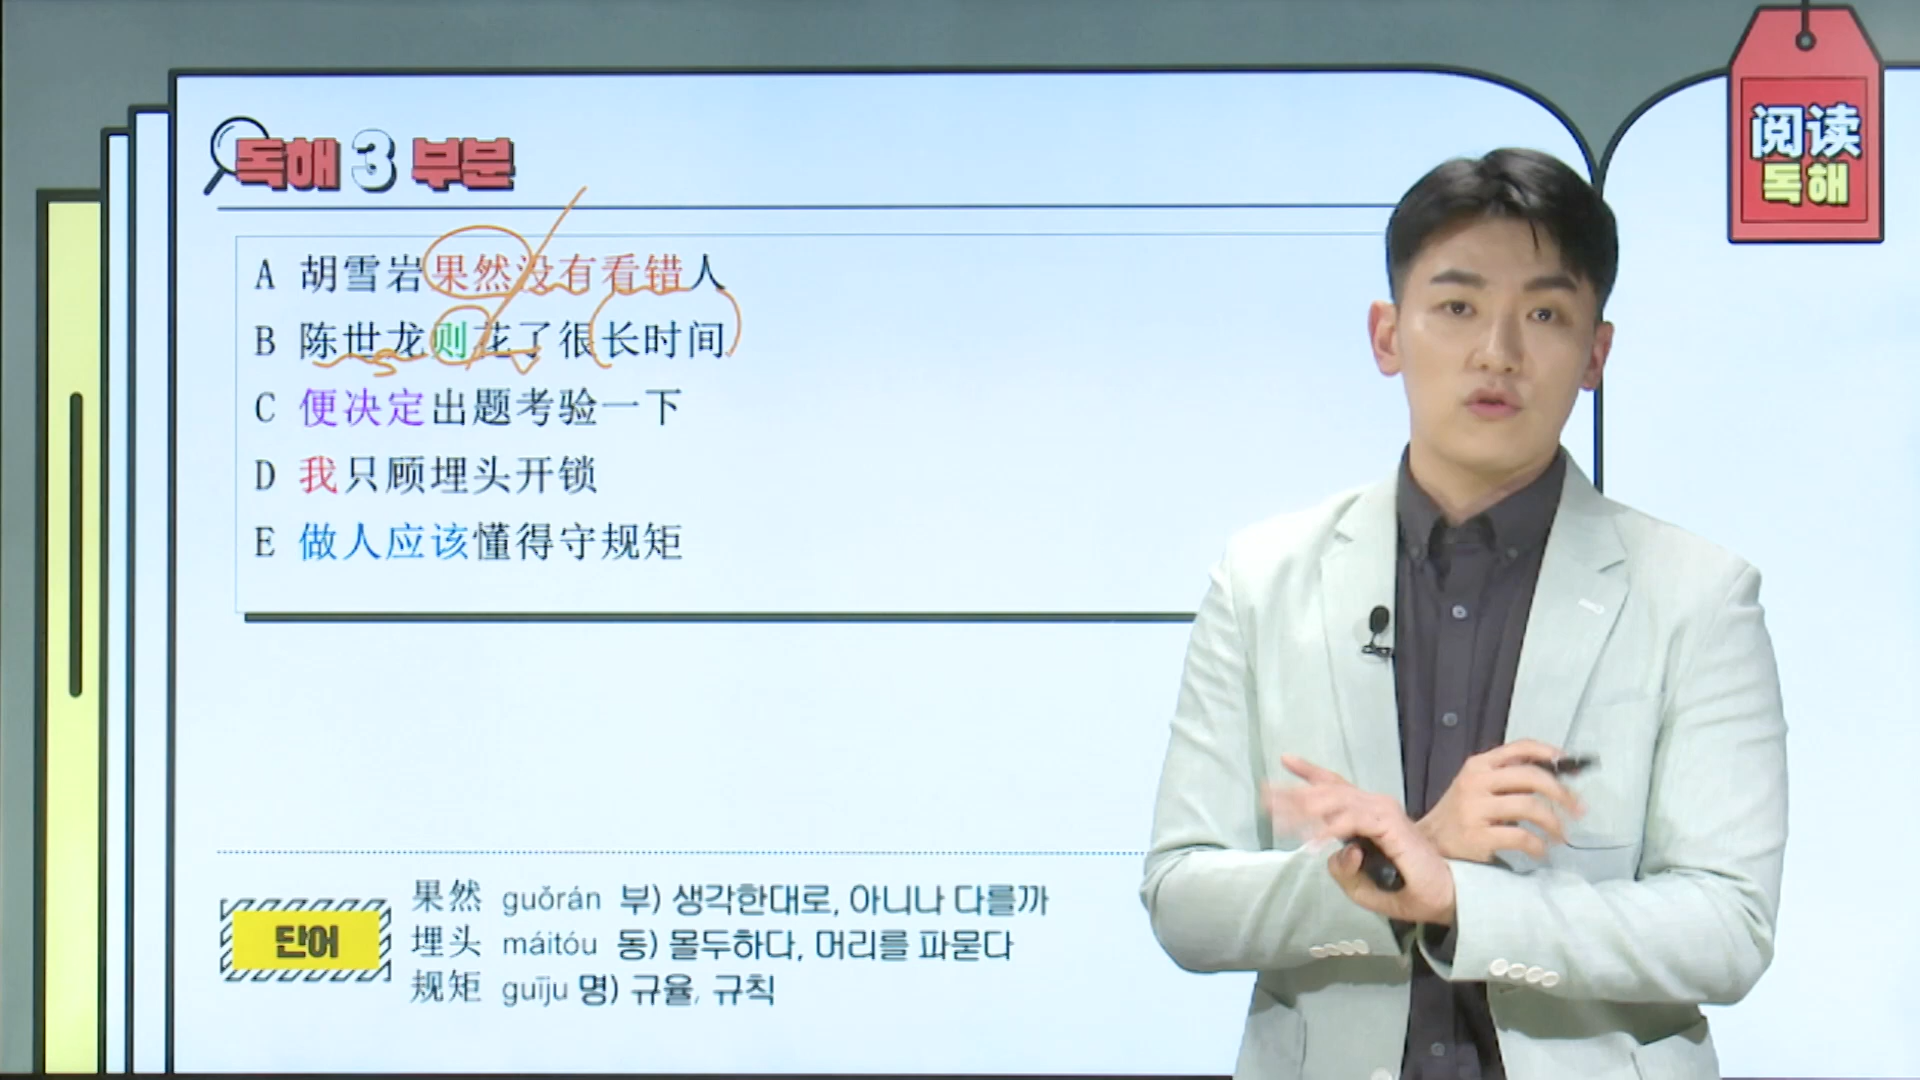 阅读
독해
독해 3 부분
A 胡雪岩果然没有看错人
B 陈世龙则花了很长时间
C 便决定出题考验一下
D 我只顾埋头开锁
E 做人应该懂得守规矩
단어
果然 guǒrán 부) 생각한대로, 아니나 다를까
埋头 máitóu 동) 몰두하다, 머리를 파묻다
规矩 guīju 명) 규율, 규칙